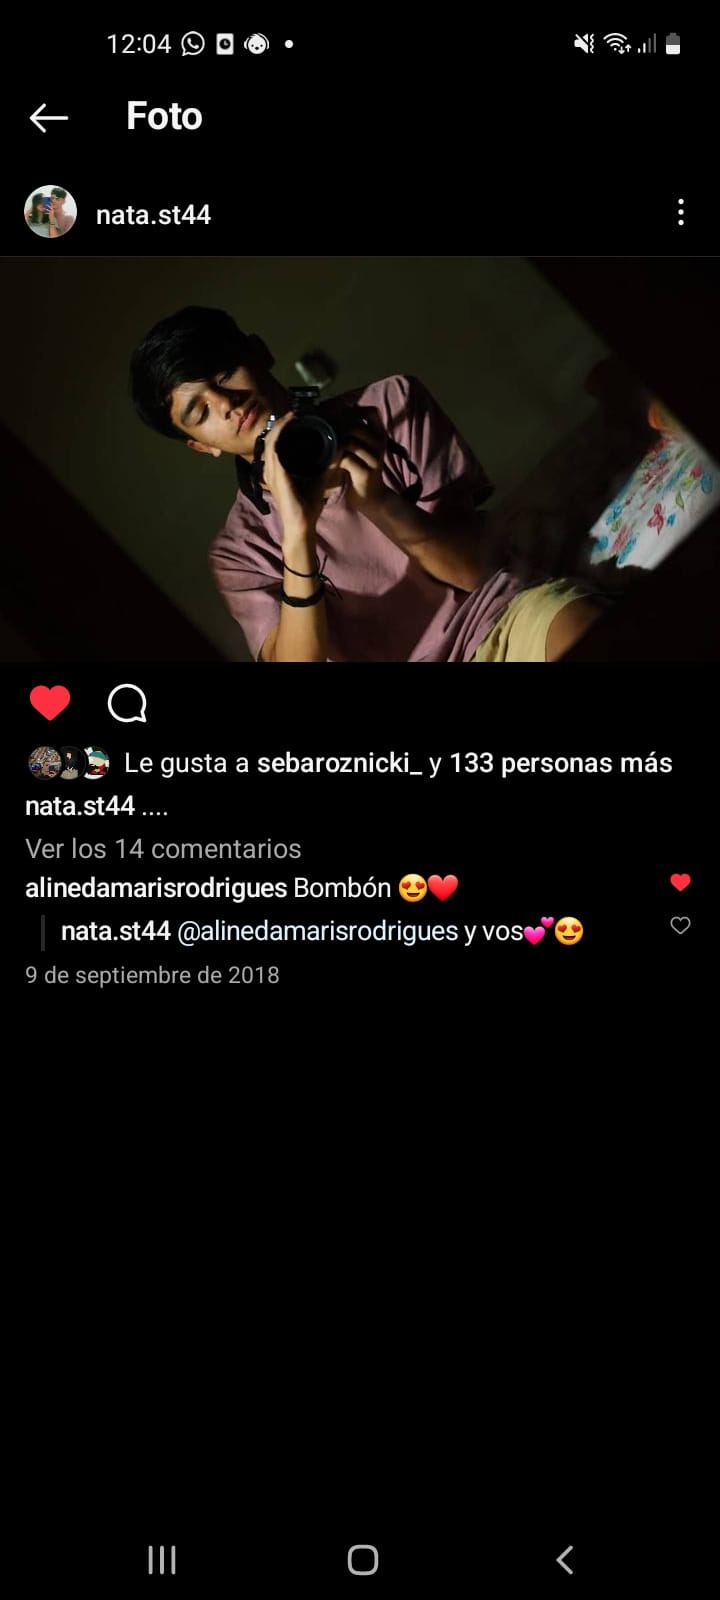 12:04
Foto
nata.st44
Le gusta a sebaroznicki_ y 133 personas más
nata.st44 ....
Ver los 14 comentarios
alinedamarisrodrigues Bombón 😍❤️
nata.st44 @alinedamarisrodrigues y vos💕😍
9 de septiembre de 2018